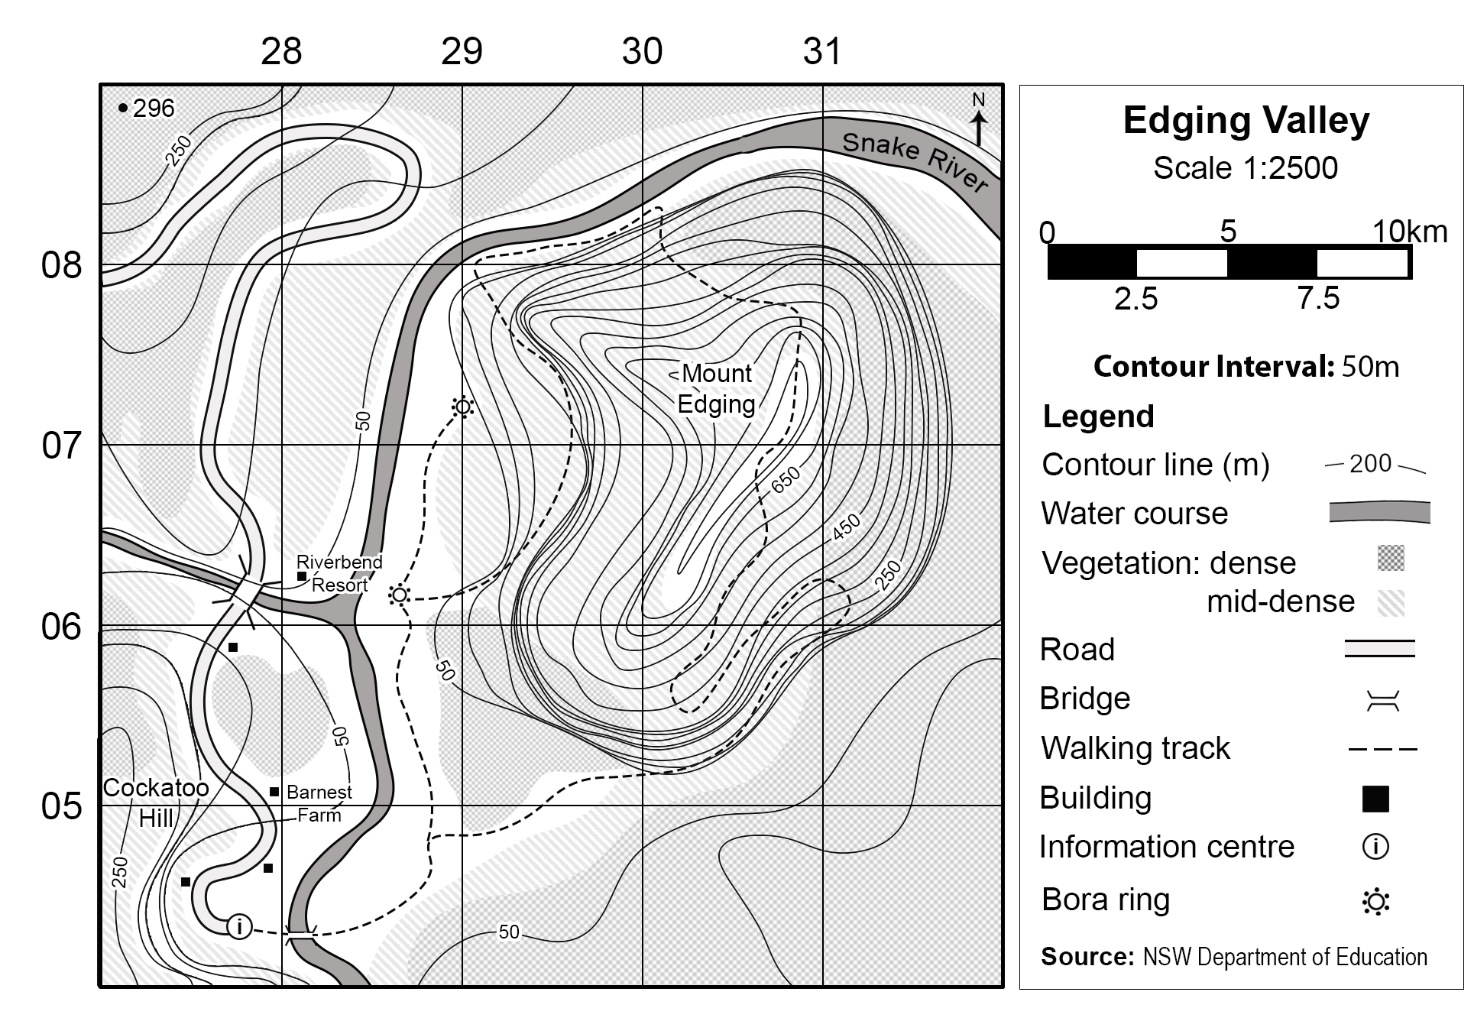 28 29 30 31
08
07
06
05
296
250
N
Snake River
50
Mount
Edging
650
450
250
Riverbend
Resort
50
50
Cockatoo
Hill
Barnest
Farm
250
i
50
Edging Valley
Scale 1:2500
0 5 10km
2.5 7.5
Contour Interval: 50m
Legend
Contour line (m) 200
Water course
Vegetation: dense
mid-dense
Road
Bridge
Walking track
Building
Information centre i
Bora ring
Source: NSW Department of Education